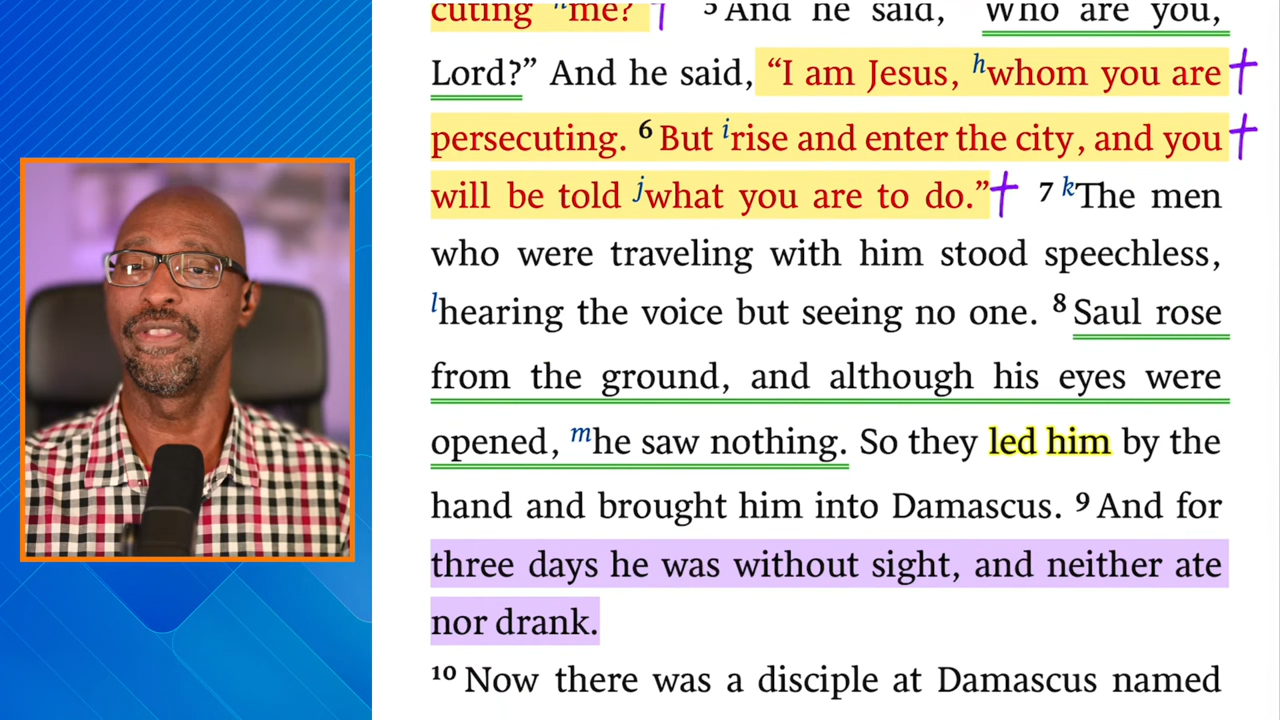 cuting ⁿme?" ⁵ And he said, "Who are you,
Lord?” And he said, “I am Jesus, ʰwhom you are
persecuting. ⁶ But ⁱrise and enter the city, and you
will be told ʲwhat you are to do.” ⁷ ᵏThe men
who were traveling with him stood speechless,
ˡhearing the voice but seeing no one. ⁸ Saul rose
from the ground, and although his eyes were
opened, ᵐhe saw nothing. So they led him by the
hand and brought him into Damascus. ⁹ And for
three days he was without sight, and neither ate
nor drank.
¹⁰ Now there was a disciple at Damascus named